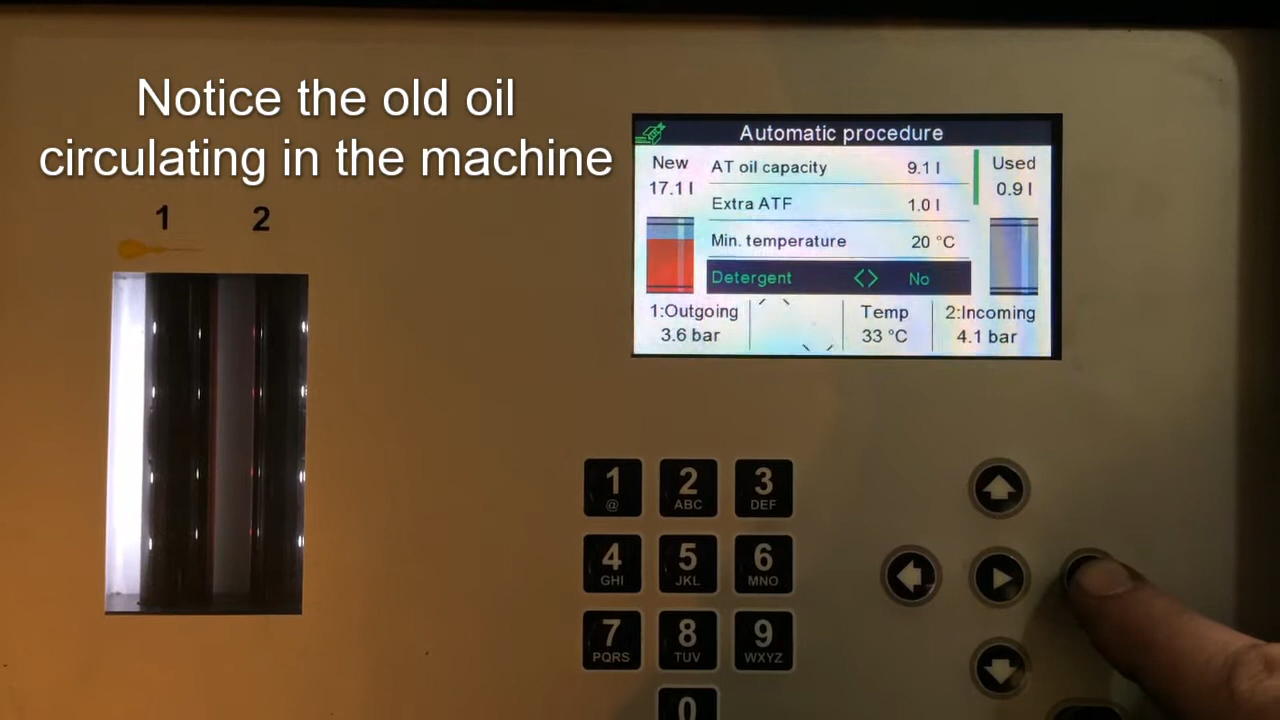 Notice the old oil
circulating in the machine
1 2
Automatic procedure
New
17.1 l
AT oil capacity 9.1 l
Extra ATF 1.0 l
Min. temperature 20 °C
Detergent <> No
Used
0.9 l
1:Outgoing
3.6 bar
Temp
33 °C
2:Incoming
4.1 bar
1 2 3
@ ABC DEF
4 5 6
GHI JKL MNO
7 8 9
PQRS TUV WXYZ
0